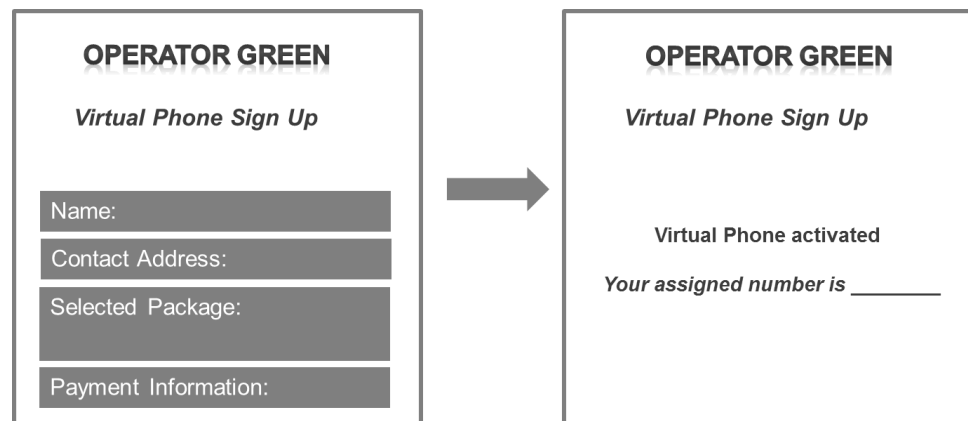 OPERATOR GREEN
Virtual Phone Sign Up
Name:
Contact Address:
Selected Package:
Payment Information:
OPERATOR GREEN
Virtual Phone Sign Up
Virtual Phone activated
Your assigned number is ________